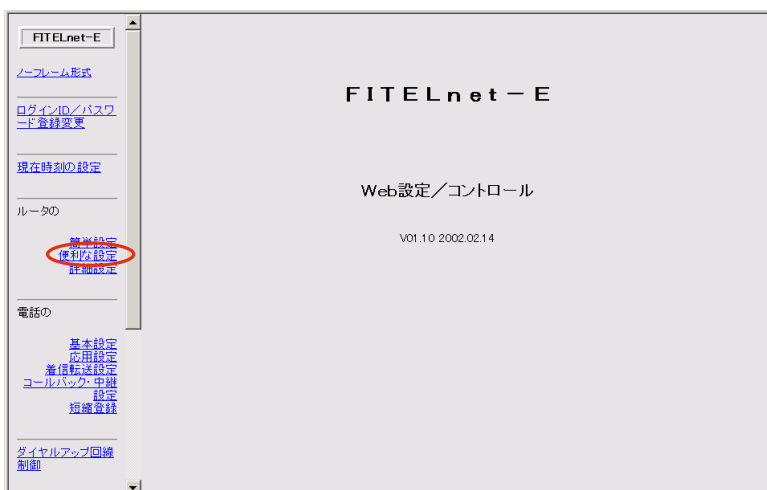 FITELnet-E
ノーフレーム形式
ログインID／パスワ
ード登録変更
現在時刻の設定
ルータの
簡単設定
便利な設定
詳細設定
電話の
基本設定
応用設定
着信転送設定
コールバック・中継
設定
短縮登録
ダイヤルアップ回線
制御
ＦＩＴＥＬｎｅｔ－Ｅ
Web設定／コントロール
V01.10 2002.02.14